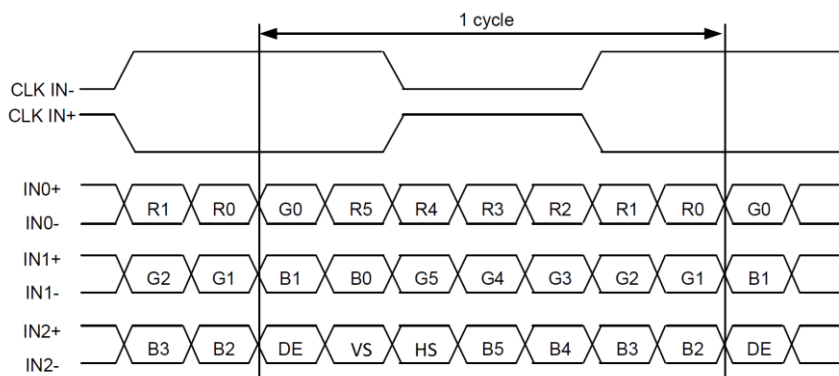 1 cycle
CLK IN-
CLK IN+
IN0+
R1 R0 G0 R5 R4 R3 R2 R1 R0 G0
IN0-
IN1+
G2 G1 B1 B0 G5 G4 G3 G2 G1 B1
IN1-
IN2+
B3 B2 DE VS HS B5 B4 B3 B2 DE
IN2-